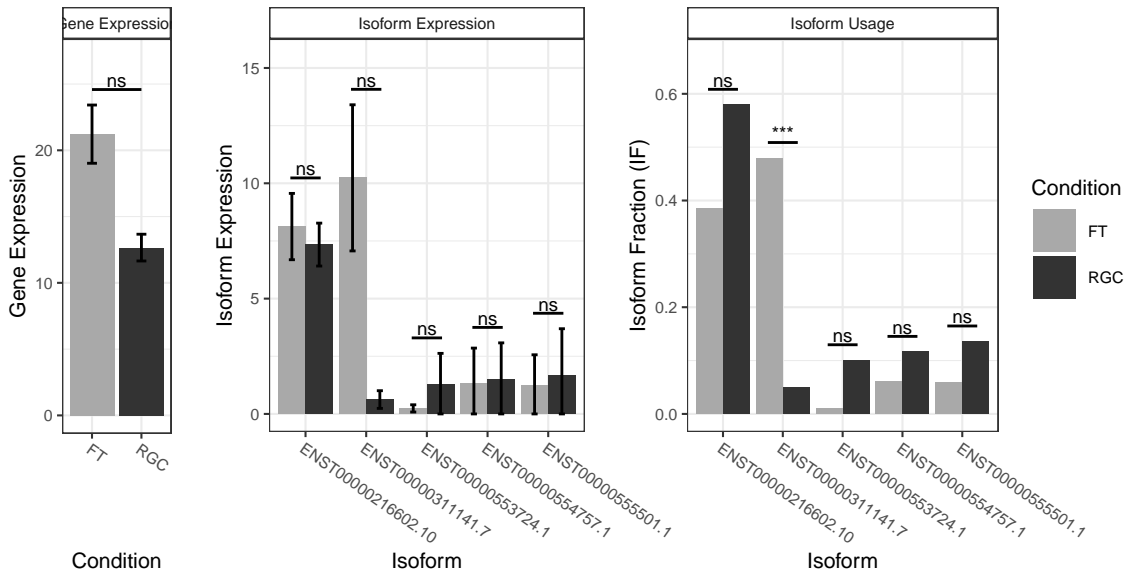 Gene Expression
Isoform Expression
Isoform Usage
Gene Expression
20
10
0
ns
FT
RGC
Condition
Isoform Expression
15
10
5
0
ns
ns
ns
ns
ns
ENST00000216602.10
ENST00000311141.7
ENST00000553724.1
ENST00000554757.1
ENST00000555501.1
Isoform
Isoform Fraction (IF)
0.6
0.4
0.2
0.0
ns
***
ns
ns
ns
ENST00000216602.10
ENST00000311141.7
ENST00000553724.1
ENST00000554757.1
ENST00000555501.1
Isoform
Condition
FT
RGC